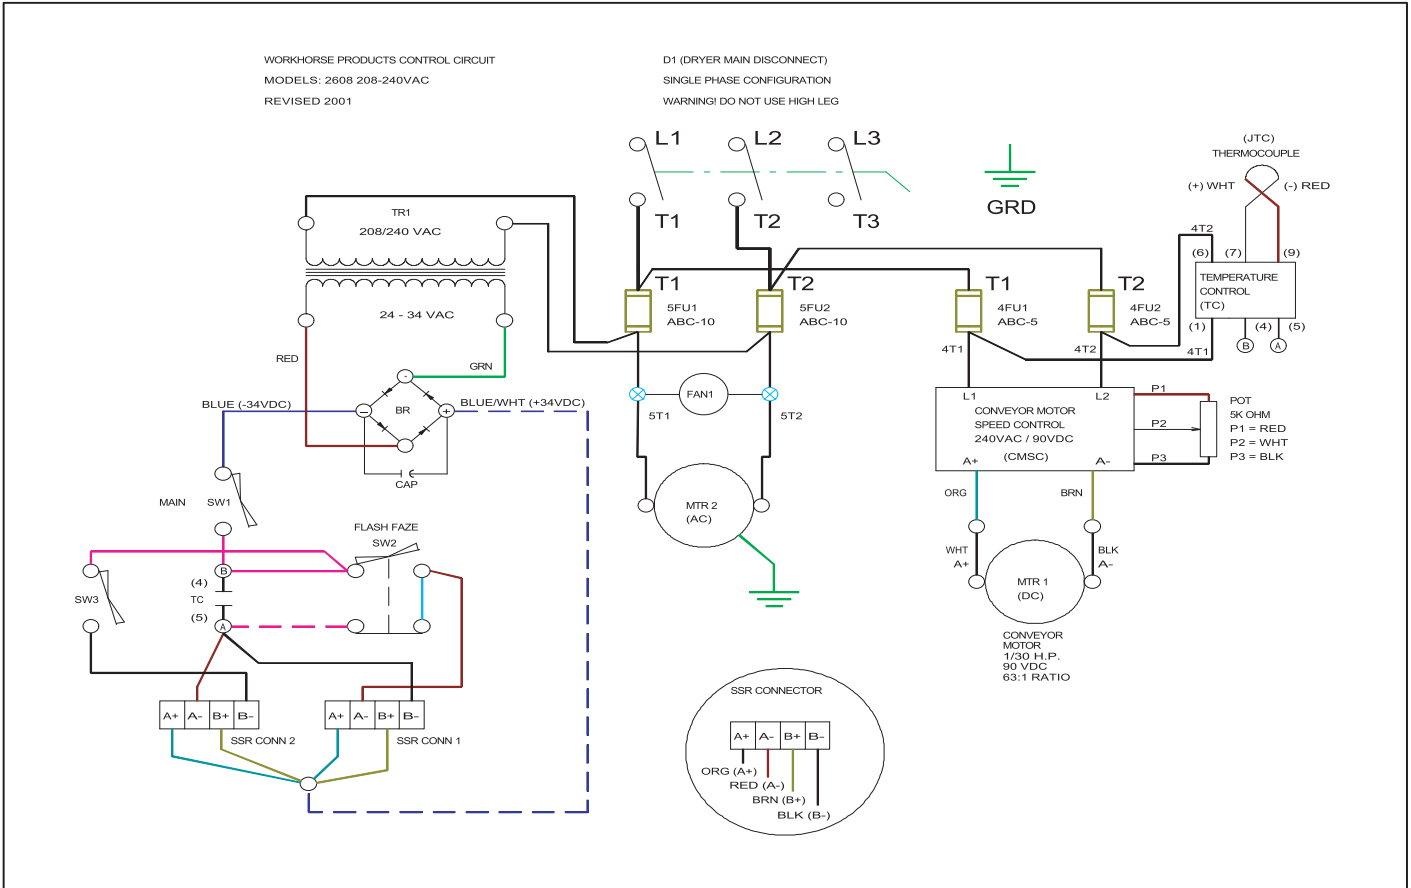 WORKHORSE PRODUCTS CONTROL CIRCUIT
MODELS: 2608 208-240VAC
REVISED 2001
D1 (DRYER MAIN DISCONNECT)
SINGLE PHASE CONFIGURATION
WARNING! DO NOT USE HIGH LEG
L1
L2
L3
T1
T2
T3
GRD
(JTC)
THERMOCOUPLE
(+) WHT
(-) RED
4T2
(6)
(7)
(9)
TEMPERATURE
CONTROL
(TC)
(1)
(4)
(5)
B
A
4T1
TR1
208/240 VAC
24 - 34 VAC
RED
GRN
T1
5FU1
ABC-10
T2
5FU2
ABC-10
T1
4FU1
ABC-5
T2
4FU2
ABC-5
4T1
4T2
-
BLUE (-34VDC)
–
BR
+
BLUE/WHT (+34VDC)
CAP
FAN1
5T1
5T2
L1
L2
CONVEYOR MOTOR
SPEED CONTROL
240VAC / 90VDC
(CMSC)
A+
A-
P1
P2
P3
POT
5K OHM
P1 = RED
P2 = WHT
P3 = BLK
MAIN
SW1
MTR 2
(AC)
ORG
BRN
WHT
A+
BLK
A-
MTR 1
(DC)
CONVEYOR
MOTOR
1/30 H.P.
90 VDC
63:1 RATIO
FLASH FAZE
SW2
SW3
B
(4)
TC
(5)
A
A+
A-
B+
B-
SSR CONN 2
A+
A-
B+
B-
SSR CONN 1
SSR CONNECTOR
A+
A-
B+
B-
ORG (A+)
RED (A-)
BRN (B+)
BLK (B-)